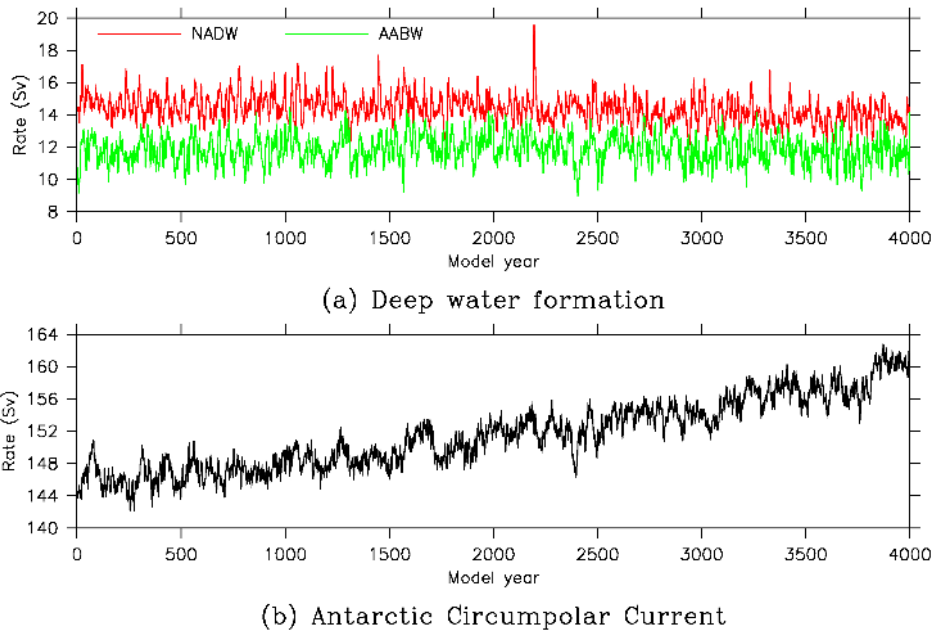 20
18
16
14
12
10
8
Rate (Sv)
NADW
AABW
0 500 1000 1500 2000 2500 3000 3500 4000
Model year
(a) Deep water formation
164
160
156
152
148
144
140
Rate (Sv)
0 500 1000 1500 2000 2500 3000 3500 4000
Model year
(b) Antarctic Circumpolar Current